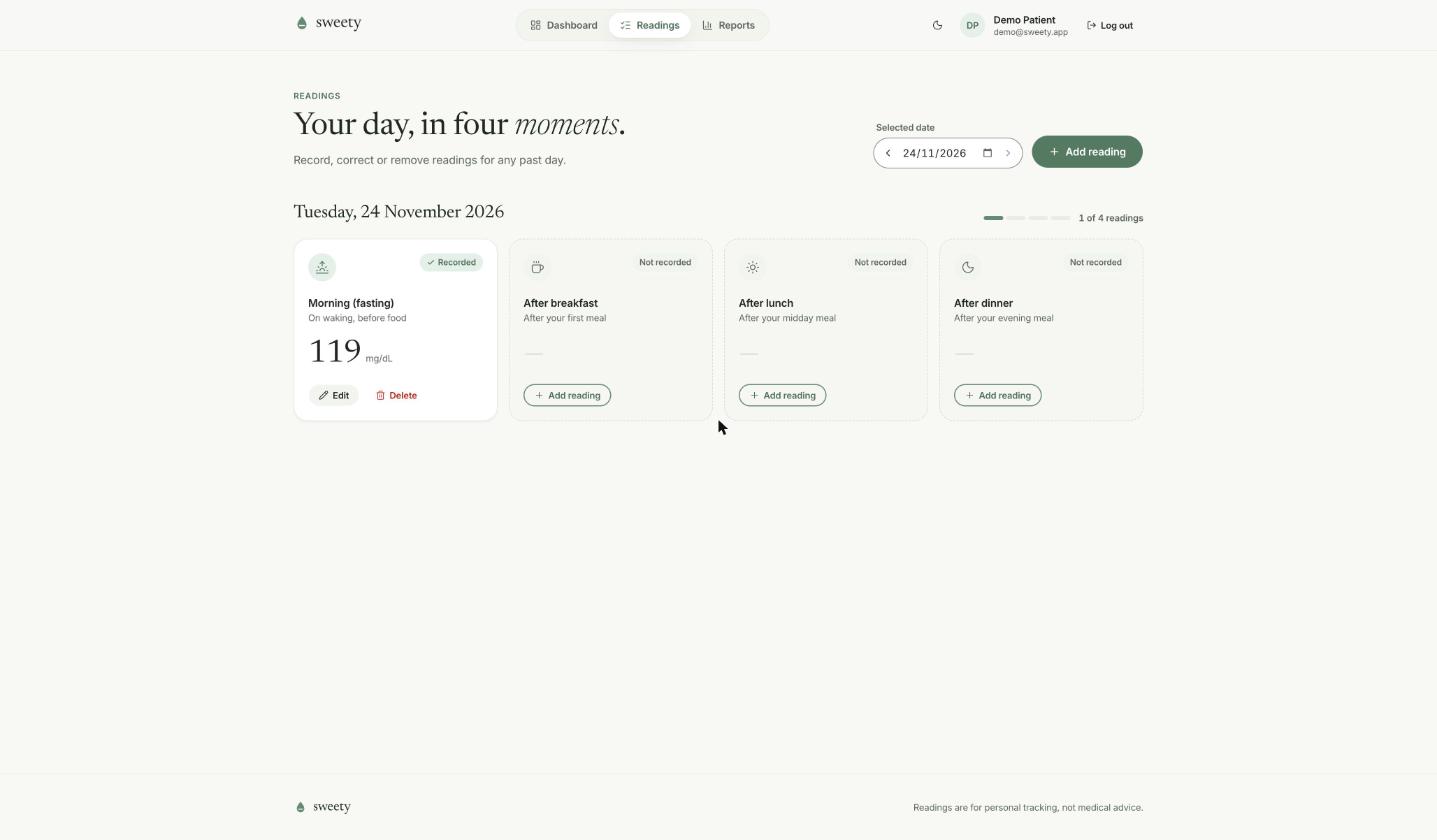 sweety
Dashboard
Readings
Reports
DP
Demo Patient
demo@sweety.app
Log out
READINGS
Your day, in four moments.
Record, correct or remove readings for any past day.
Selected date
24/11/2026
Add reading
Tuesday, 24 November 2026
1 of 4 readings
Recorded
Morning (fasting)
On waking, before food
119 mg/dL
Edit
Delete
Not recorded
After breakfast
After your first meal
—
Add reading
Not recorded
After lunch
After your midday meal
—
Add reading
Not recorded
After dinner
After your evening meal
—
Add reading
sweety
Readings are for personal tracking, not medical advice.